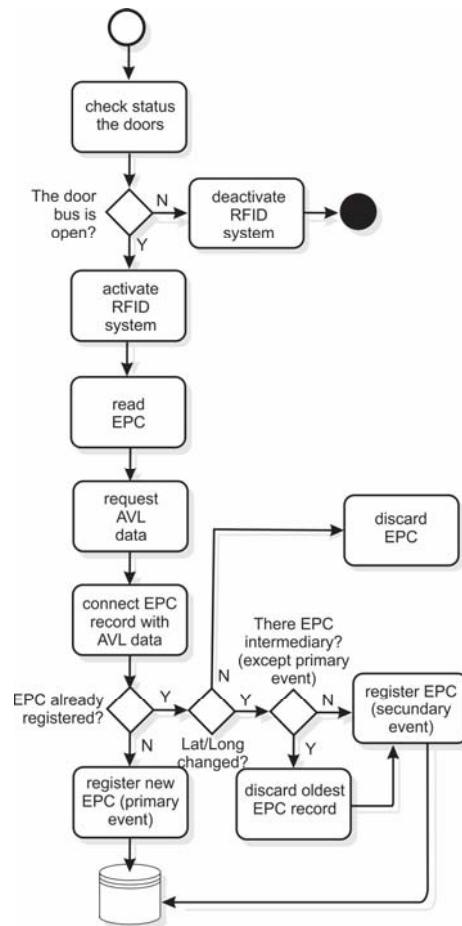 check status
the doors
The door
bus is
open?
N
Y
deactivate
RFID
system
activate
RFID
system
read
EPC
request
AVL
data
discard
EPC
connect EPC
record with
AVL data
There EPC
intermediary?
(except primary
event)
EPC already
registered?
Y
N
N
Y
Lat/Long
changed?
N
Y
register EPC
(secundary
event)
register new
EPC (primary
event)
discard oldest
EPC record